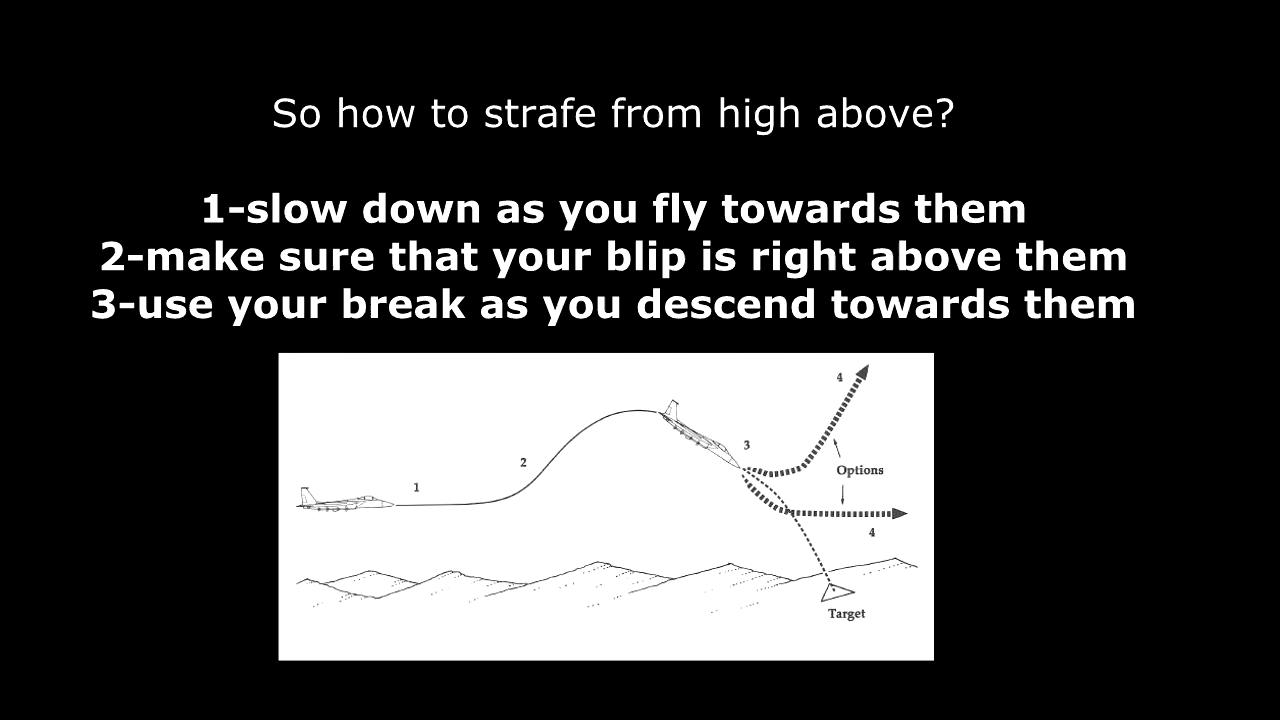 So how to strafe from high above?
1-slow down as you fly towards them
2-make sure that your blip is right above them
3-use your break as you descend towards them
4
3
2
Options
1
4
Target